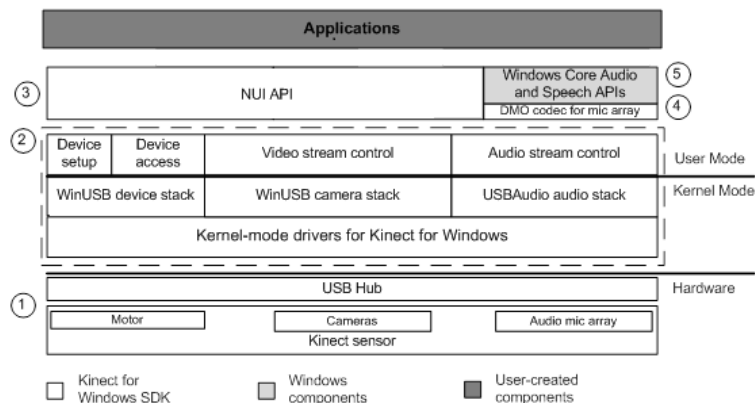 Applications
3
NUI API
Windows Core Audio
and Speech APIs
5
DMO codec for mic array
4
2
Device
setup
Device
access
Video stream control
Audio stream control
User Mode
WinUSB device stack
WinUSB camera stack
USBAudio audio stack
Kernel Mode
Kernel-mode drivers for Kinect for Windows
USB Hub
Hardware
1
Motor
Cameras
Audio mic array
Kinect sensor
Kinect for
Windows SDK
Windows
components
User-created
components